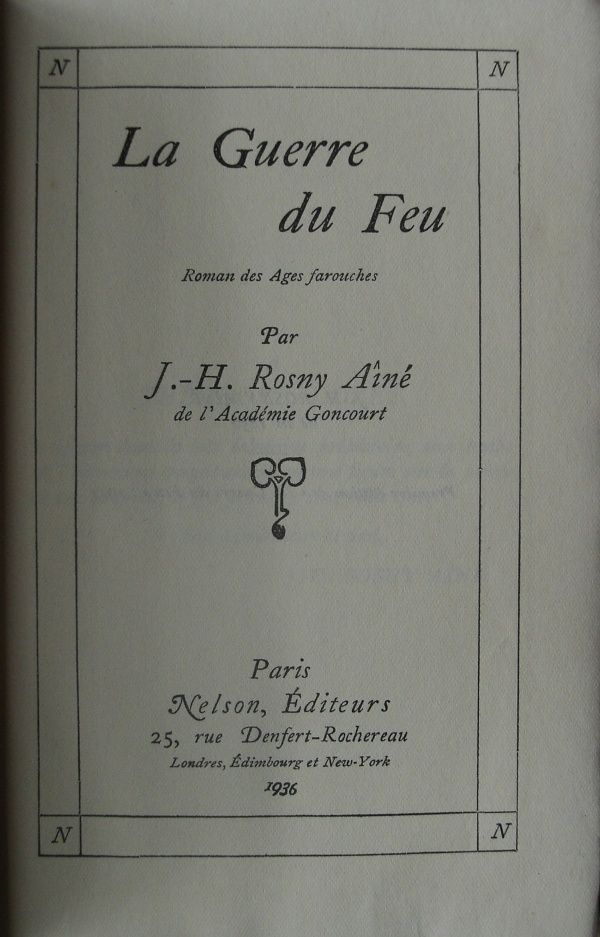 N N
La Guerre
du Feu
Roman des Ages farouches
Par
J.-H. Rosny Aîné
de l'Académie Goncourt
Paris
Nelson, Éditeurs
25, rue Denfert-Rochereau
Londres, Édimbourg et New-York
1936
N N